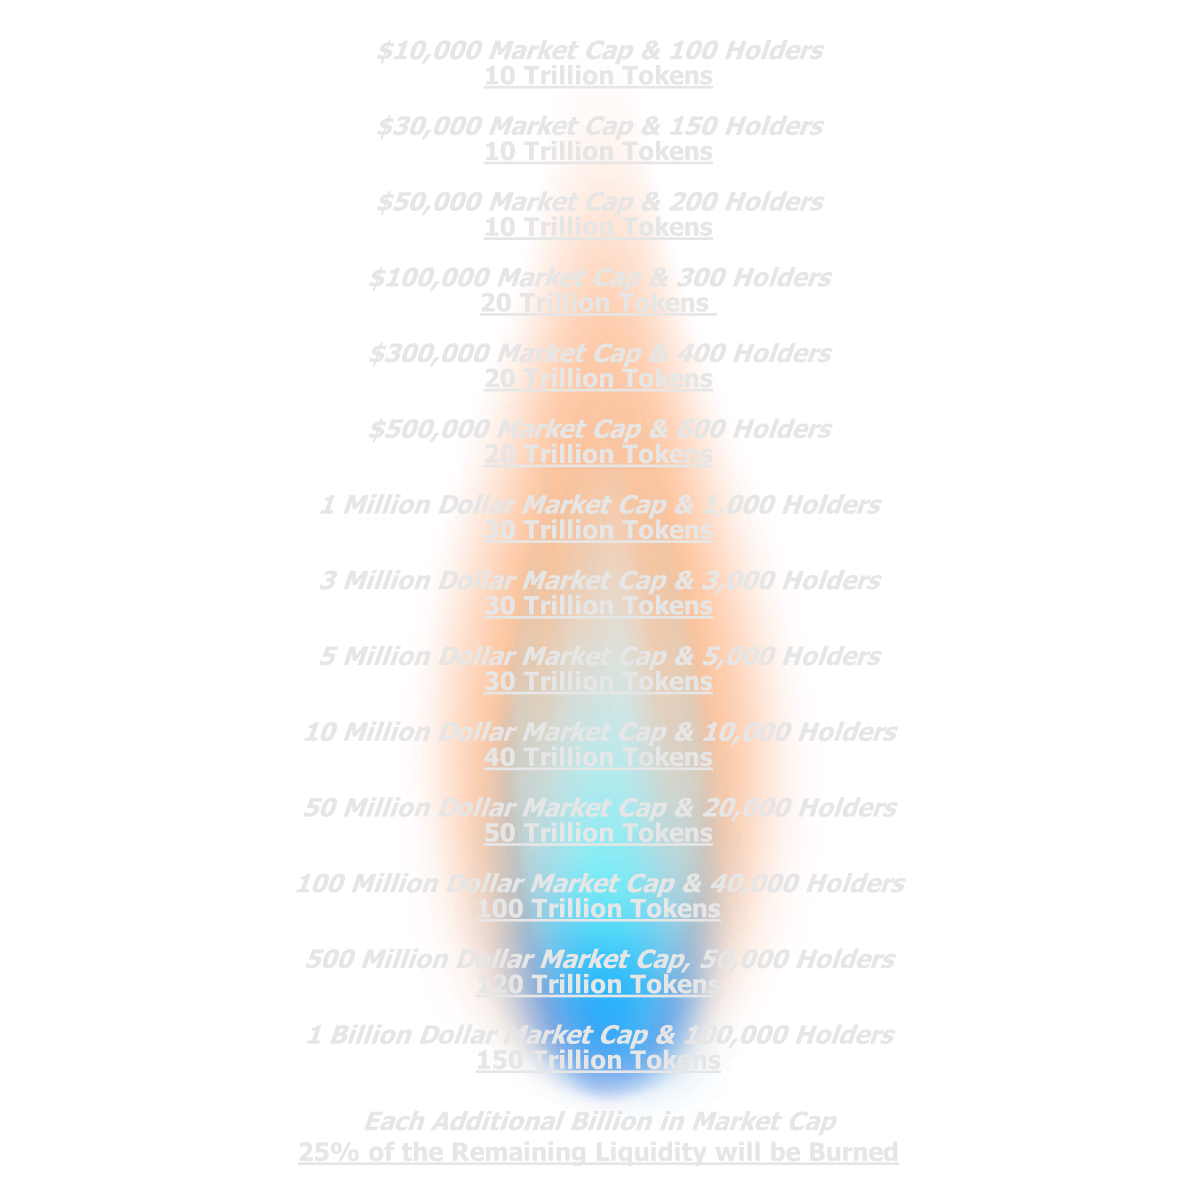 $10,000 Market Cap & 100 Holders
10 Trillion Tokens
$30,000 Market Cap & 150 Holders
10 Trillion Tokens
$50,000 Market Cap & 200 Holders
10 Trillion Tokens
$100,000 Market Cap & 300 Holders
20 Trillion Tokens
$300,000 Market Cap & 400 Holders
20 Trillion Tokens
$500,000 Market Cap & 600 Holders
20 Trillion Tokens
1 Million Dollar Market Cap & 1,000 Holders
30 Trillion Tokens
3 Million Dollar Market Cap & 3,000 Holders
30 Trillion Tokens
5 Million Dollar Market Cap & 5,000 Holders
30 Trillion Tokens
10 Million Dollar Market Cap & 10,000 Holders
40 Trillion Tokens
50 Million Dollar Market Cap & 20,000 Holders
50 Trillion Tokens
100 Million Dollar Market Cap & 40,000 Holders
100 Trillion Tokens
500 Million Dollar Market Cap, 50,000 Holders
120 Trillion Tokens
1 Billion Dollar Market Cap & 100,000 Holders
150 Trillion Tokens
Each Additional Billion in Market Cap
25% of the Remaining Liquidity will be Burned